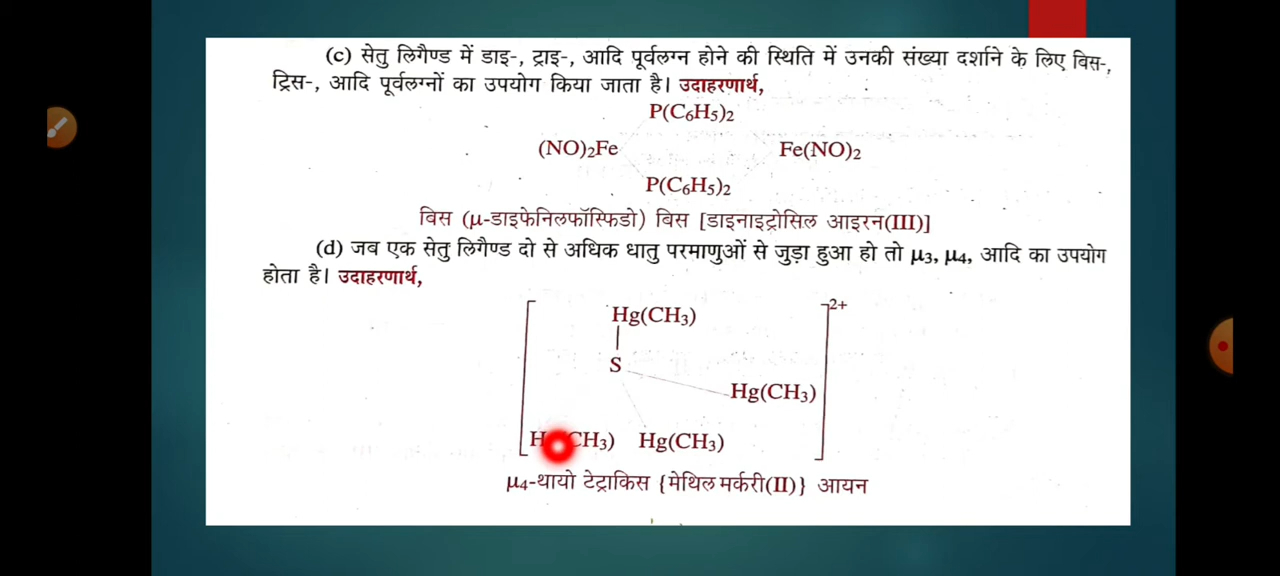 (c) सेतु लिगैण्ड में डाइ-, ट्राइ-, आदि पूर्वलग्न होने की स्थिति में उनकी संख्या दर्शाने के लिए विस-,
ट्रिस-, आदि पूर्वलग्नों का उपयोग किया जाता है। उदाहरणार्थ,
P(C₆H₅)₂
(NO)₂Fe Fe(NO)₂
P(C₆H₅)₂
विस (μ-डाइफेनिलफॉस्फिडो) विस [डाइनाइट्रोसिल आइरन(III)]
(d) जब एक सेतु लिगैण्ड दो से अधिक धातु परमाणुओं से जुड़ा हुआ हो तो μ₃, μ₄, आदि का उपयोग
होता है। उदाहरणार्थ,
2+
Hg(CH₃)
S
Hg(CH₃)
Hg(CH₃)
μ₄-थायो टेट्राकिस {मेथिल मर्करी(II)} आयन